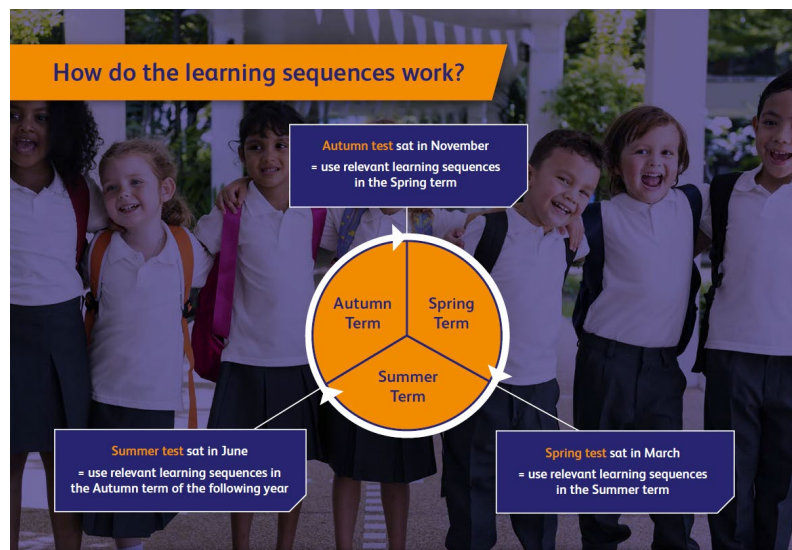 How do the learning sequences work?
Autumn test sat in November
= use relevant learning sequences
in the Spring term
Autumn
Term
Spring
Term
Summer
Term
Summer test sat in June
= use relevant learning sequences in
the Autumn term of the following year
Spring test sat in March
= use relevant learning sequences
in the Summer term